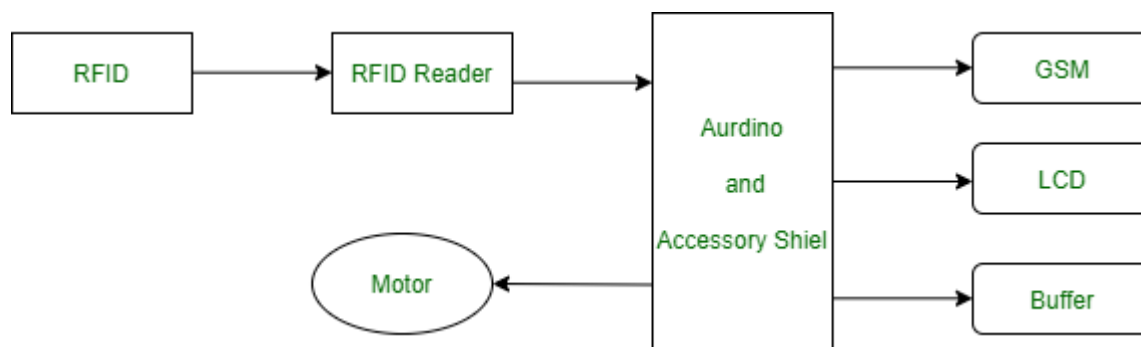 RFID
RFID Reader
Aurdino
and
Accessory Shiel
GSM
LCD
Buffer
Motor